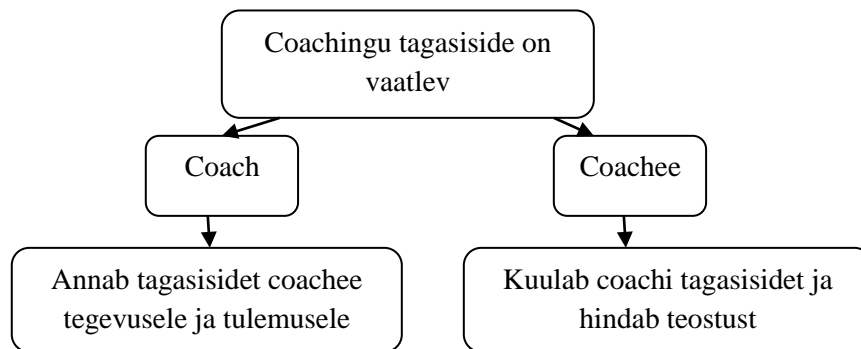 Coachingu tagasiside on
vaatlev
Coach
Coachee
Annab tagasisidet coachee
tegevusele ja tulemusele
Kuulab coachi tagasisidet ja
hindab teostust